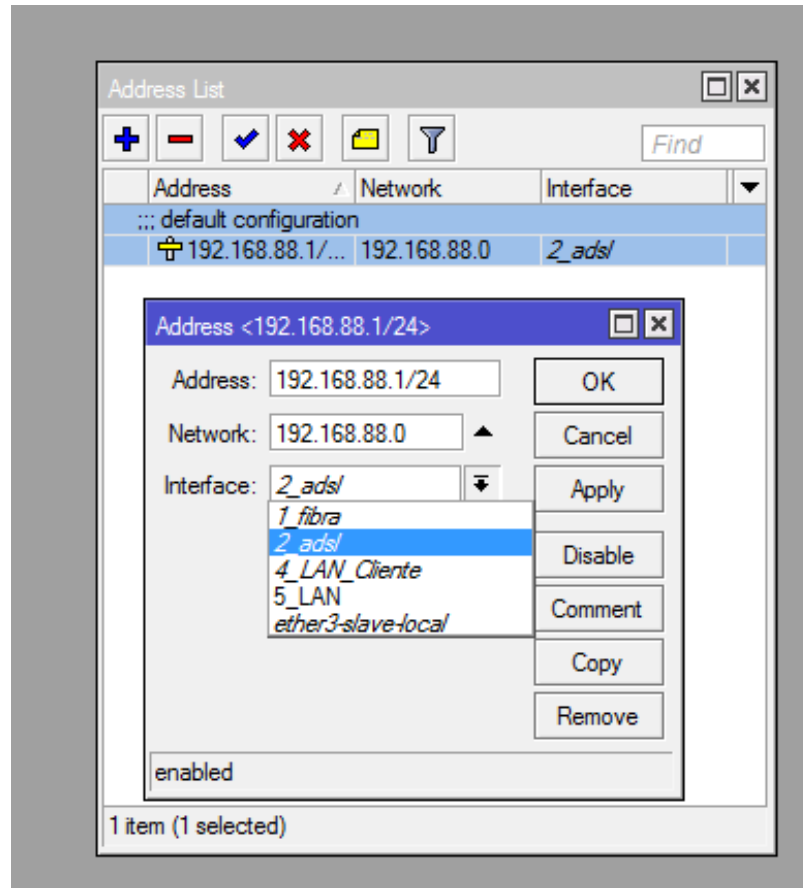 Address List
Find
Address Network Interface
;;; default configuration
192.168.88.1/... 192.168.88.0 2_adsl
Address <192.168.88.1/24>
Address: 192.168.88.1/24 OK
Network: 192.168.88.0 Cancel
Interface: 2_adsl Apply
1_fibra
2_adsl
Disable
4_LAN_Cliente
5_LAN
Comment
ether3-slave-local
Copy
Remove
enabled
1 item (1 selected)